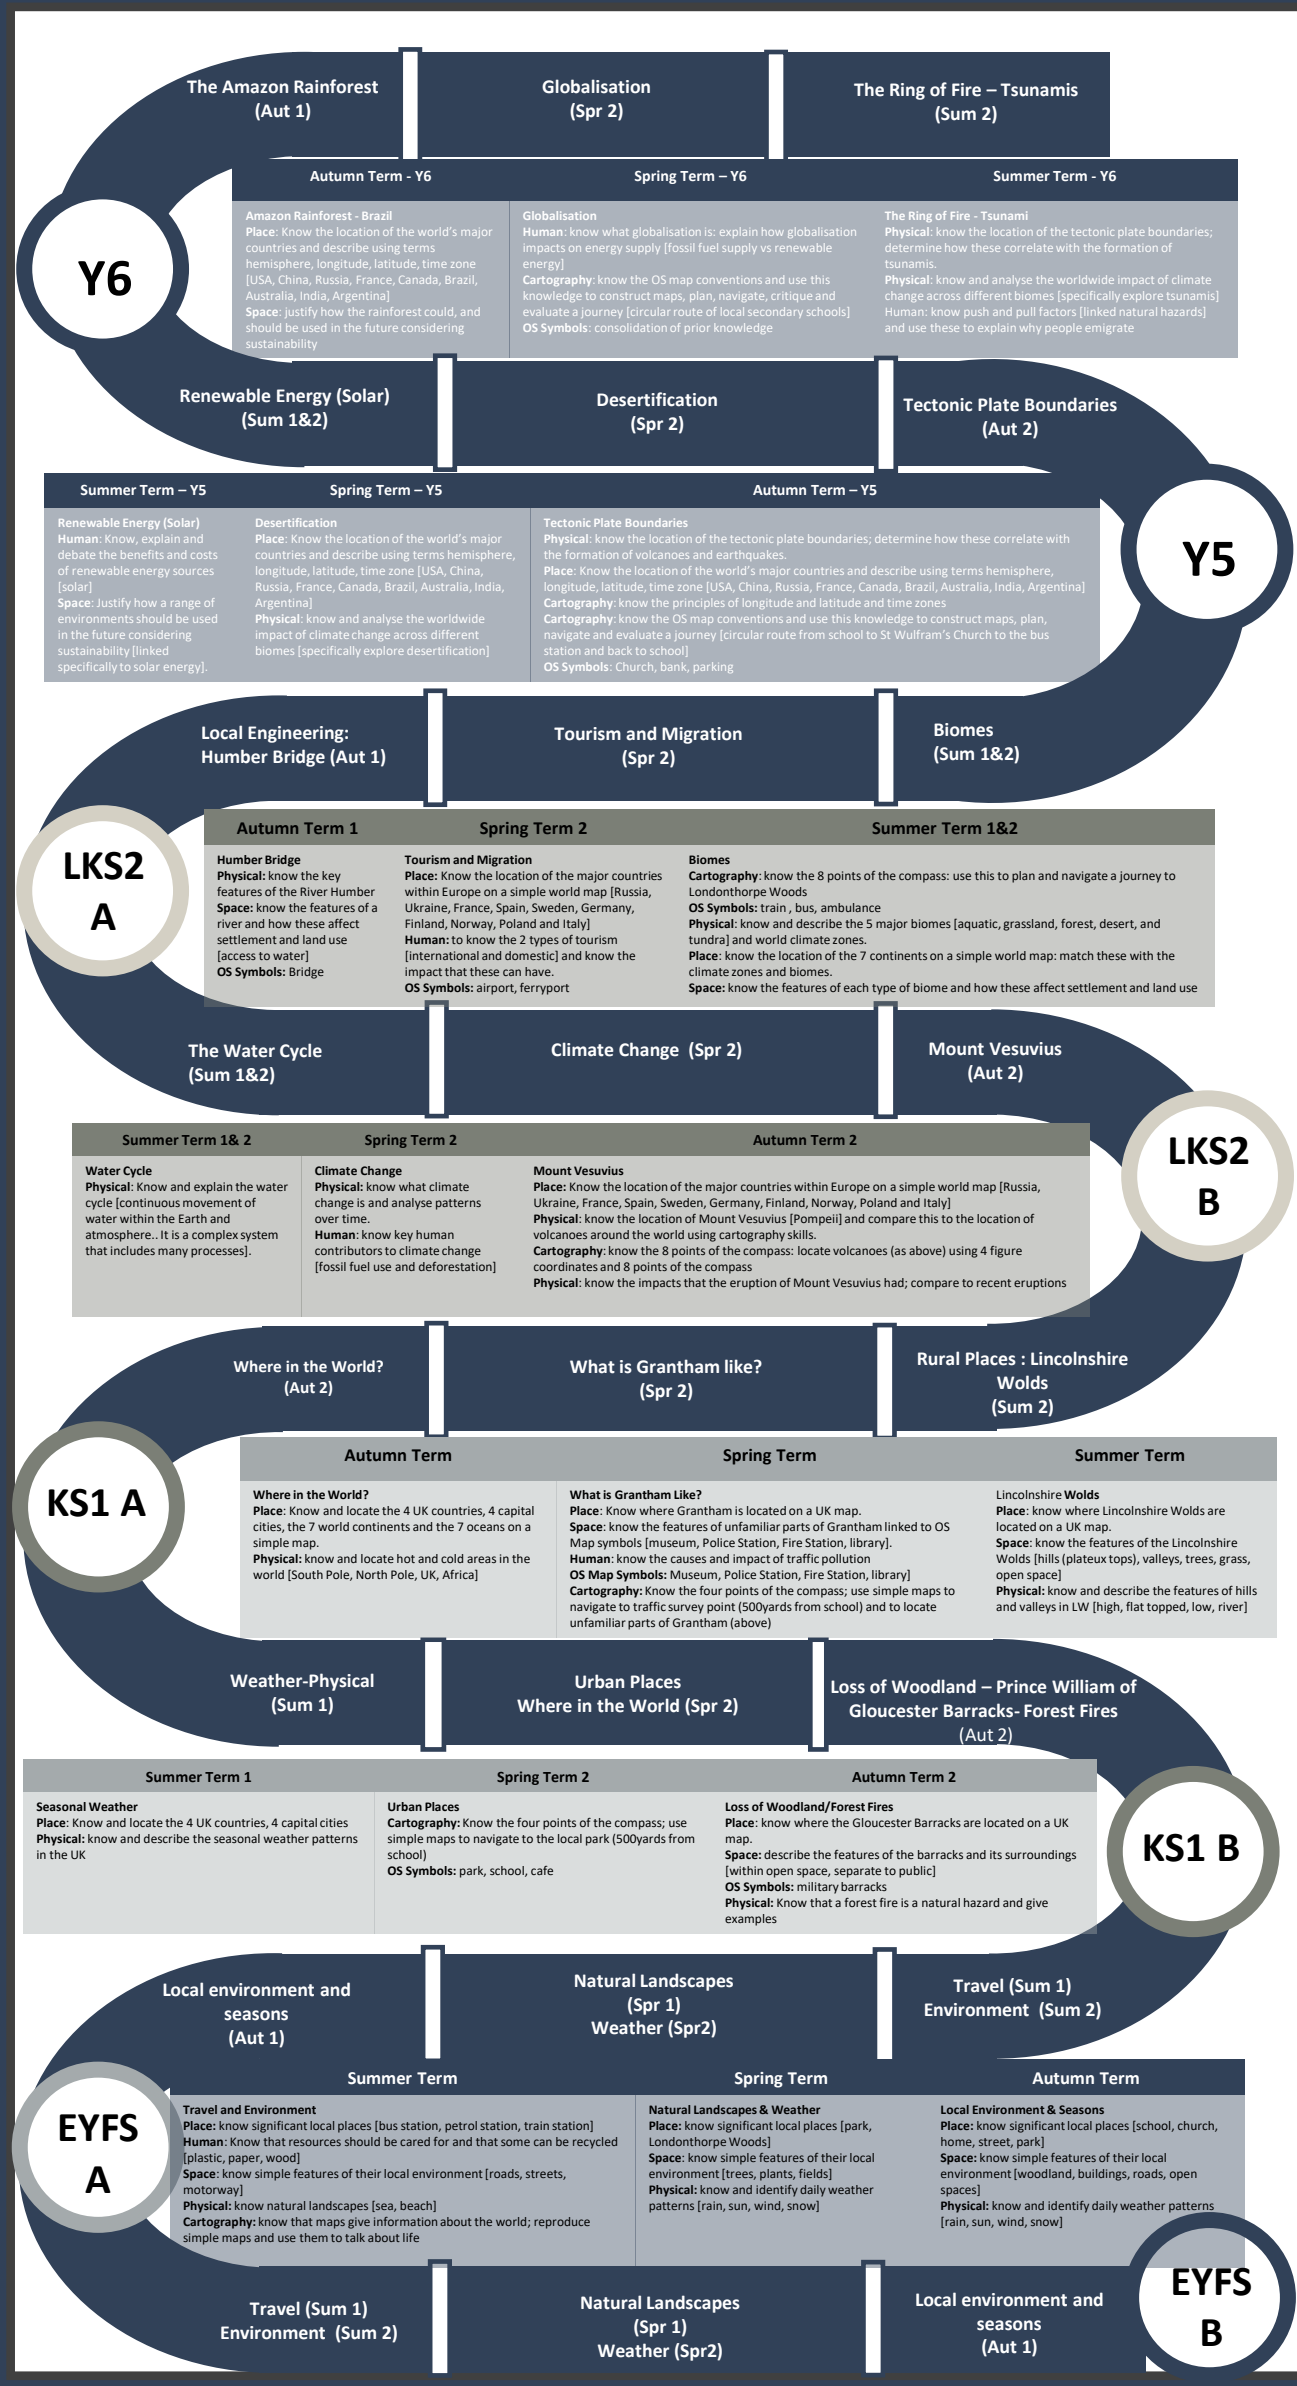 The Amazon Rainforest
(Aut 1)
Globalisation
(Spr 2)
The Ring of Fire – Tsunamis
(Sum 2)
Y6
Autumn Term - Y6
Spring Term – Y6
Summer Term - Y6
Amazon Rainforest - Brazil
Place: Know the location of the world's major
countries and describe using terms
hemisphere, longitude, latitude, time zone
[USA, China, Russia, France, Canada, Brazil,
Australia, India, Argentina]
Space: justify how the rainforest could, and
should be used in the future considering
sustainability
Globalisation
Human: know what globalisation is: explain how globalisation
impacts on energy supply [fossil fuel supply vs renewable
energy]
Cartography: know the OS map conventions and use this
knowledge to construct maps, plan, navigate, critique and
evaluate a journey [circular route of local secondary schools]
OS Symbols: consolidation of prior knowledge
The Ring of Fire - Tsunami
Physical: know the location of the tectonic plate boundaries;
determine how these correlate with the formation of
tsunamis.
Physical: know and analyse the worldwide impact of climate
change across different biomes [specifically explore tsunamis]
Human: know push and pull factors [linked natural hazards]
and use these to explain why people emigrate
Renewable Energy (Solar)
(Sum 1&2)
Desertification
(Spr 2)
Tectonic Plate Boundaries
(Aut 2)
Y5
Summer Term – Y5
Spring Term – Y5
Autumn Term – Y5
Renewable Energy (Solar)
Human: Know, explain and
debate the benefits and costs
of renewable energy sources
[solar]
Space: Justify how a range of
environments should be used
in the future considering
sustainability [linked
specifically to solar energy].
Desertification
Place: Know the location of the world's major
countries and describe using terms hemisphere,
longitude, latitude, time zone [USA, China,
Russia, France, Canada, Brazil, Australia, India,
Argentina]
Physical: know and analyse the worldwide
impact of climate change across different
biomes [specifically explore desertification]
Tectonic Plate Boundaries
Physical: know the location of the tectonic plate boundaries; determine how these correlate with
the formation of volcanoes and earthquakes.
Place: Know the location of the world's major countries and describe using terms hemisphere,
longitude, latitude, time zone [USA, China, Russia, France, Canada, Brazil, Australia, India, Argentina]
Cartography: know the principles of longitude and latitude and time zones
Cartography: know the OS map conventions and use this knowledge to construct maps, plan,
navigate and evaluate a journey [circular route from school to St Wulfram's Church to the bus
station and back to school]
OS Symbols: Church, bank, parking
Local Engineering:
Humber Bridge (Aut 1)
Tourism and Migration
(Spr 2)
Biomes
(Sum 1&2)
LKS2
A
Autumn Term 1
Spring Term 2
Summer Term 1&2
Humber Bridge
Physical: know the key
features of the River Humber
Space: know the features of a
river and how these affect
settlement and land use
[access to water]
OS Symbols: Bridge
Tourism and Migration
Place: Know the location of the major countries
within Europe on a simple world map [Russia,
Ukraine, France, Spain, Sweden, Germany,
Finland, Norway, Poland and Italy]
Human: to know the 2 types of tourism
[international and domestic] and know the
impact that these can have.
OS Symbols: airport, ferryport
Biomes
Cartography: know the 8 points of the compass: use this to plan and navigate a journey to
Londonthorpe Woods
OS Symbols: train , bus, ambulance
Physical: know and describe the 5 major biomes [aquatic, grassland, forest, desert, and
tundra] and world climate zones.
Place: know the location of the 7 continents on a simple world map: match these with the
climate zones and biomes.
Space: know the features of each type of biome and how these affect settlement and land use
The Water Cycle
(Sum 1&2)
Climate Change (Spr 2)
Mount Vesuvius
(Aut 2)
LKS2
B
Summer Term 1& 2
Spring Term 2
Autumn Term 2
Water Cycle
Physical: Know and explain the water
cycle [continuous movement of
water within the Earth and
atmosphere.. It is a complex system
that includes many processes].
Climate Change
Physical: know what climate
change is and analyse patterns
over time.
Human: know key human
contributors to climate change
[fossil fuel use and deforestation]
Mount Vesuvius
Place: Know the location of the major countries within Europe on a simple world map [Russia,
Ukraine, France, Spain, Sweden, Germany, Finland, Norway, Poland and Italy]
Physical: know the location of Mount Vesuvius [Pompeii] and compare this to the location of
volcanoes around the world using cartography skills.
Cartography: know the 8 points of the compass: locate volcanoes (as above) using 4 figure
coordinates and 8 points of the compass
Physical: know the impacts that the eruption of Mount Vesuvius had; compare to recent eruptions
Where in the World?
(Aut 2)
What is Grantham like?
(Spr 2)
Rural Places : Lincolnshire
Wolds
(Sum 2)
KS1 A
Autumn Term
Spring Term
Summer Term
Where in the World?
Place: Know and locate the 4 UK countries, 4 capital
cities, the 7 world continents and the 7 oceans on a
simple map.
Physical: know and locate hot and cold areas in the
world [South Pole, North Pole, UK, Africa]
What is Grantham Like?
Place: Know where Grantham is located on a UK map.
Space: know the features of unfamiliar parts of Grantham linked to OS
Map symbols [museum, Police Station, Fire Station, library].
Human: know the causes and impact of traffic pollution
OS Map Symbols: Museum, Police Station, Fire Station, library]
Cartography: Know the four points of the compass; use simple maps to
navigate to traffic survey point (500yards from school) and to locate
unfamiliar parts of Grantham (above)
Lincolnshire Wolds
Place: know where Lincolnshire Wolds are
located on a UK map.
Space: know the features of the Lincolnshire
Wolds [hills (plateux tops), valleys, trees, grass,
open space]
Physical: know and describe the features of hills
and valleys in LW [high, flat topped, low, river]
Weather-Physical
(Sum 1)
Urban Places
Where in the World (Spr 2)
Loss of Woodland – Prince William of
Gloucester Barracks- Forest Fires
(Aut 2)
KS1 B
Summer Term 1
Spring Term 2
Autumn Term 2
Seasonal Weather
Place: Know and locate the 4 UK countries, 4 capital cities
Physical: know and describe the seasonal weather patterns
in the UK
Urban Places
Cartography: Know the four points of the compass; use
simple maps to navigate to the local park (500yards from
school)
OS Symbols: park, school, cafe
Loss of Woodland/Forest Fires
Place: know where the Gloucester Barracks are located on a UK
map.
Space: describe the features of the barracks and its surroundings
[within open space, separate to public]
OS Symbols: military barracks
Physical: Know that a forest fire is a natural hazard and give
examples
Local environment and
seasons
(Aut 1)
Natural Landscapes
(Spr 1)
Weather (Spr2)
Travel (Sum 1)
Environment (Sum 2)
EYFS
A
Summer Term
Spring Term
Autumn Term
Travel and Environment
Place: know significant local places [bus station, petrol station, train station]
Human: Know that resources should be cared for and that some can be recycled
[plastic, paper, wood]
Space: know simple features of their local environment [roads, streets,
motorway]
Physical: know natural landscapes [sea, beach]
Cartography: know that maps give information about the world; reproduce
simple maps and use them to talk about life
Natural Landscapes & Weather
Place: know significant local places [park,
Londonthorpe Woods]
Space: know simple features of their local
environment [trees, plants, fields]
Physical: know and identify daily weather
patterns [rain, sun, wind, snow]
Local Environment & Seasons
Place: know significant local places [school, church,
home, street, park]
Space: know simple features of their local
environment [woodland, buildings, roads, open
spaces]
Physical: know and identify daily weather patterns
[rain, sun, wind, snow]
Travel (Sum 1)
Environment (Sum 2)
Natural Landscapes
(Spr 1)
Weather (Spr2)
Local environment and
seasons
(Aut 1)
EYFS
B